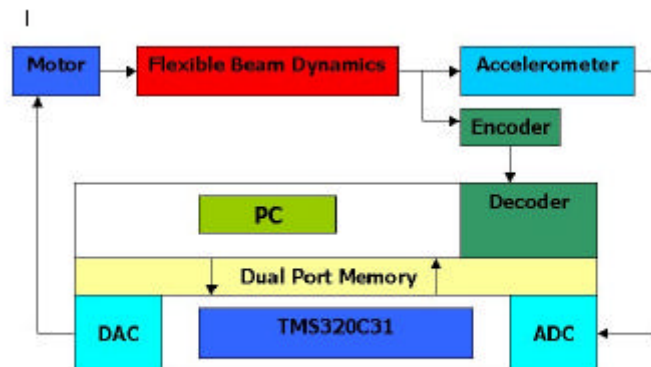 Motor
Flexible Beam Dynamics
Accelerometer
Encoder
PC
Decoder
Dual Port Memory
DAC
TMS320C31
ADC